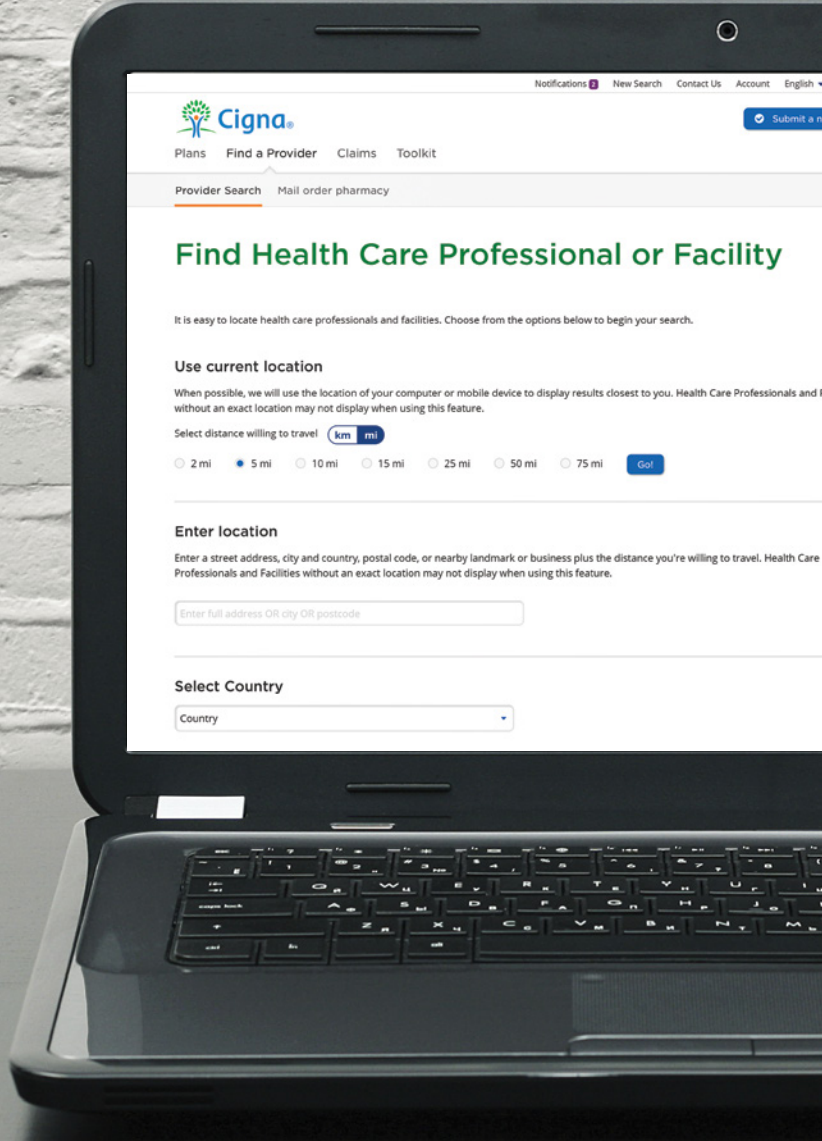 Notifications 2 New Search Contact Us Account English
Cigna®
Submit a n
Plans Find a Provider Claims Toolkit
Provider Search Mail order pharmacy
Find Health Care Professional or Facility
It is easy to locate health care professionals and facilities. Choose from the options below to begin your search.
Use current location
When possible, we will use the location of your computer or mobile device to display results closest to you. Health Care Professionals and F
without an exact location may not display when using this feature.
Select distance willing to travel km mi
2 mi 5 mi 10 mi 15 mi 25 mi 50 mi 75 mi Go!
Enter location
Enter a street address, city and country, postal code, or nearby landmark or business plus the distance you're willing to travel. Health Care
Professionals and Facilities without an exact location may not display when using this feature.
Enter full address OR city OR postcode
Select Country
Country
Q Й W Ц E У R К T Е Y Н U Г
caps lock A Ф S Ы D В F А G П H Р J О
Z Я X Ч C С V М B И N Т M Ь
ctrl fn alt